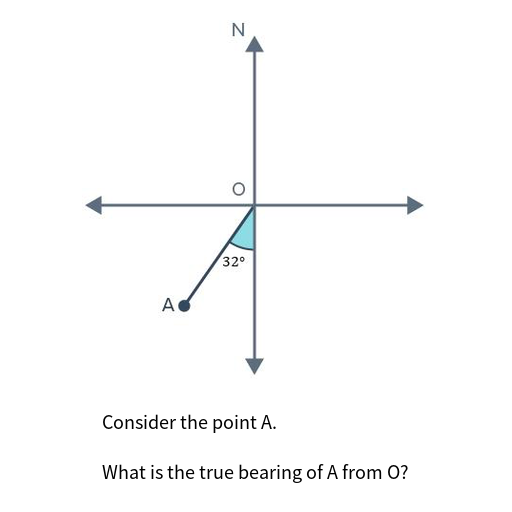 N
O
32°
A
Consider the point A.
What is the true bearing of A from O?